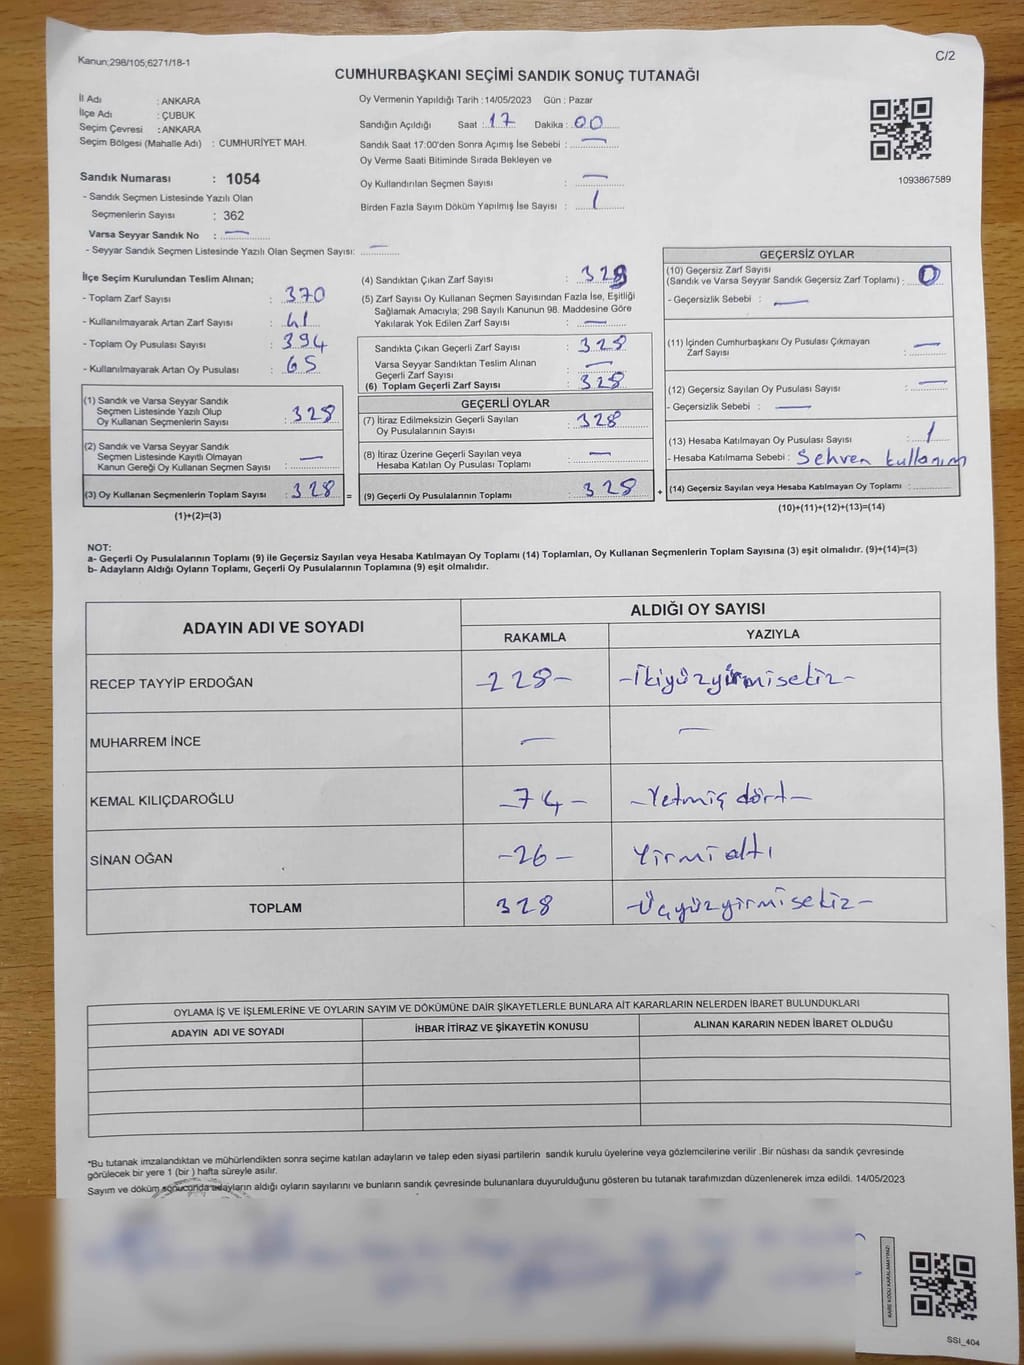 Kanun;298/105;6271/18-1
C/2
CUMHURBAŞKANI SEÇİMİ SANDIK SONUÇ TUTANAĞI
İl Adı : ANKARA
İlçe Adı : ÇUBUK
Seçim Çevresi : ANKARA
Seçim Bölgesi (Mahalle Adı) : CUMHURİYET MAH.
Sandık Numarası : 1054
- Sandık Seçmen Listesinde Yazılı Olan
Seçmenlerin Sayısı : 362
Varsa Seyyar Sandık No : —
- Seyyar Sandık Seçmen Listesinde Yazılı Olan Seçmen Sayısı: —
Oy Vermenin Yapıldığı Tarih : 14/05/2023 Gün : Pazar
Sandığın Açıldığı Saat : 17 Dakika : 00
Sandık Saat 17:00'den Sonra Açımış İse Sebebi : —
Oy Verme Saati Bitiminde Sırada Bekleyen ve
Oy Kullandırılan Seçmen Sayısı : —
Birden Fazla Sayım Döküm Yapılmış İse Sayısı : 1
1093867589
İlçe Seçim Kurulundan Teslim Alınan;
- Toplam Zarf Sayısı : 370
- Kullanılmayarak Artan Zarf Sayısı : 41
- Toplam Oy Pusulası Sayısı : 394
- Kullanılmayarak Artan Oy Pusulası : 65
(1) Sandık ve Varsa Seyyar Sandık
Seçmen Listesinde Yazılı Olup
Oy Kullanan Seçmenlerin Sayısı : 328
(2) Sandık ve Varsa Seyyar Sandık
Seçmen Listesinde Kayıtlı Olmayan
Kanun Gereği Oy Kullanan Seçmen Sayısı : —
(3) Oy Kullanan Seçmenlerin Toplam Sayısı : 328
(1)+(2)=(3)
=
(4) Sandıktan Çıkan Zarf Sayısı : 328
(5) Zarf Sayısı Oy Kullanan Seçmen Sayısından Fazla İse, Eşitliği
Sağlamak Amacıyla; 298 Sayılı Kanunun 98. Maddesine Göre
Yakılarak Yok Edilen Zarf Sayısı : —
Sandıkta Çıkan Geçerli Zarf Sayısı : 328
Varsa Seyyar Sandıktan Teslim Alınan
Geçerli Zarf Sayısı : —
(6) Toplam Geçerli Zarf Sayısı : 328
GEÇERLİ OYLAR
(7) İtiraz Edilmeksizin Geçerli Sayılan
Oy Pusulalarının Sayısı : 328
(8) İtiraz Üzerine Geçerli Sayılan veya
Hesaba Katılan Oy Pusulası Toplamı : —
(9) Geçerli Oy Pusulalarının Toplamı : 328
+
GEÇERSİZ OYLAR
(10) Geçersiz Zarf Sayısı
(Sandık ve Varsa Seyyar Sandık Geçersiz Zarf Toplamı) : 0
- Geçersizlik Sebebi : —
(11) İçinden Cumhurbaşkanı Oy Pusulası Çıkmayan
Zarf Sayısı : —
(12) Geçersiz Sayılan Oy Pusulası Sayısı : —
- Geçersizlik Sebebi : —
(13) Hesaba Katılmayan Oy Pusulası Sayısı : 1
- Hesaba Katılmama Sebebi : Sehven kullanım
(14) Geçersiz Sayılan veya Hesaba Katılmayan Oy Toplamı :
(10)+(11)+(12)+(13)=(14)
NOT:
a- Geçerli Oy Pusulalarının Toplamı (9) ile Geçersiz Sayılan veya Hesaba Katılmayan Oy Toplamı (14) Toplamları, Oy Kullanan Seçmenlerin Toplam Sayısına (3) eşit olmalıdır. (9)+(14)=(3)
b- Adayların Aldığı Oyların Toplamı, Geçerli Oy Pusulalarının Toplamına (9) eşit olmalıdır.
ADAYIN ADI VE SOYADI
ALDIĞI OY SAYISI
RAKAMLA YAZIYLA
RECEP TAYYİP ERDOĞAN -228- -İkiyüzyirmisekiz-
MUHARREM İNCE — —
KEMAL KILIÇDAROĞLU -74- -Yetmiş dört-
SİNAN OĞAN -26- Yirmialtı
TOPLAM 328 -Üçyüzyirmisekiz-
OYLAMA İŞ VE İŞLEMLERİNE VE OYLARIN SAYIM VE DÖKÜMÜNE DAİR ŞİKAYETLERLE BUNLARA AİT KARARLARIN NELERDEN İBARET BULUNDUKLARI
ADAYIN ADI VE SOYADI İHBAR İTİRAZ VE ŞİKAYETİN KONUSU ALINAN KARARIN NEDEN İBARET OLDUĞU
*Bu tutanak imzalandıktan ve mühürlendikten sonra seçime katılan adayların ve talep eden siyasi partilerin sandık kurulu üyelerine veya gözlemcilerine verilir .Bir nüshası da sandık çevresinde
görülecek bir yere 1 (bir ) hafta süreyle asılır.
Sayım ve döküm sonucunda adayların aldığı oyların sayılarını ve bunların sandık çevresinde bulunanlara duyurulduğunu gösteren bu tutanak tarafımızdan düzenlenerek imza edildi. 14/05/2023
KARE KODU KARALAMAYINIZ!
SSI_404